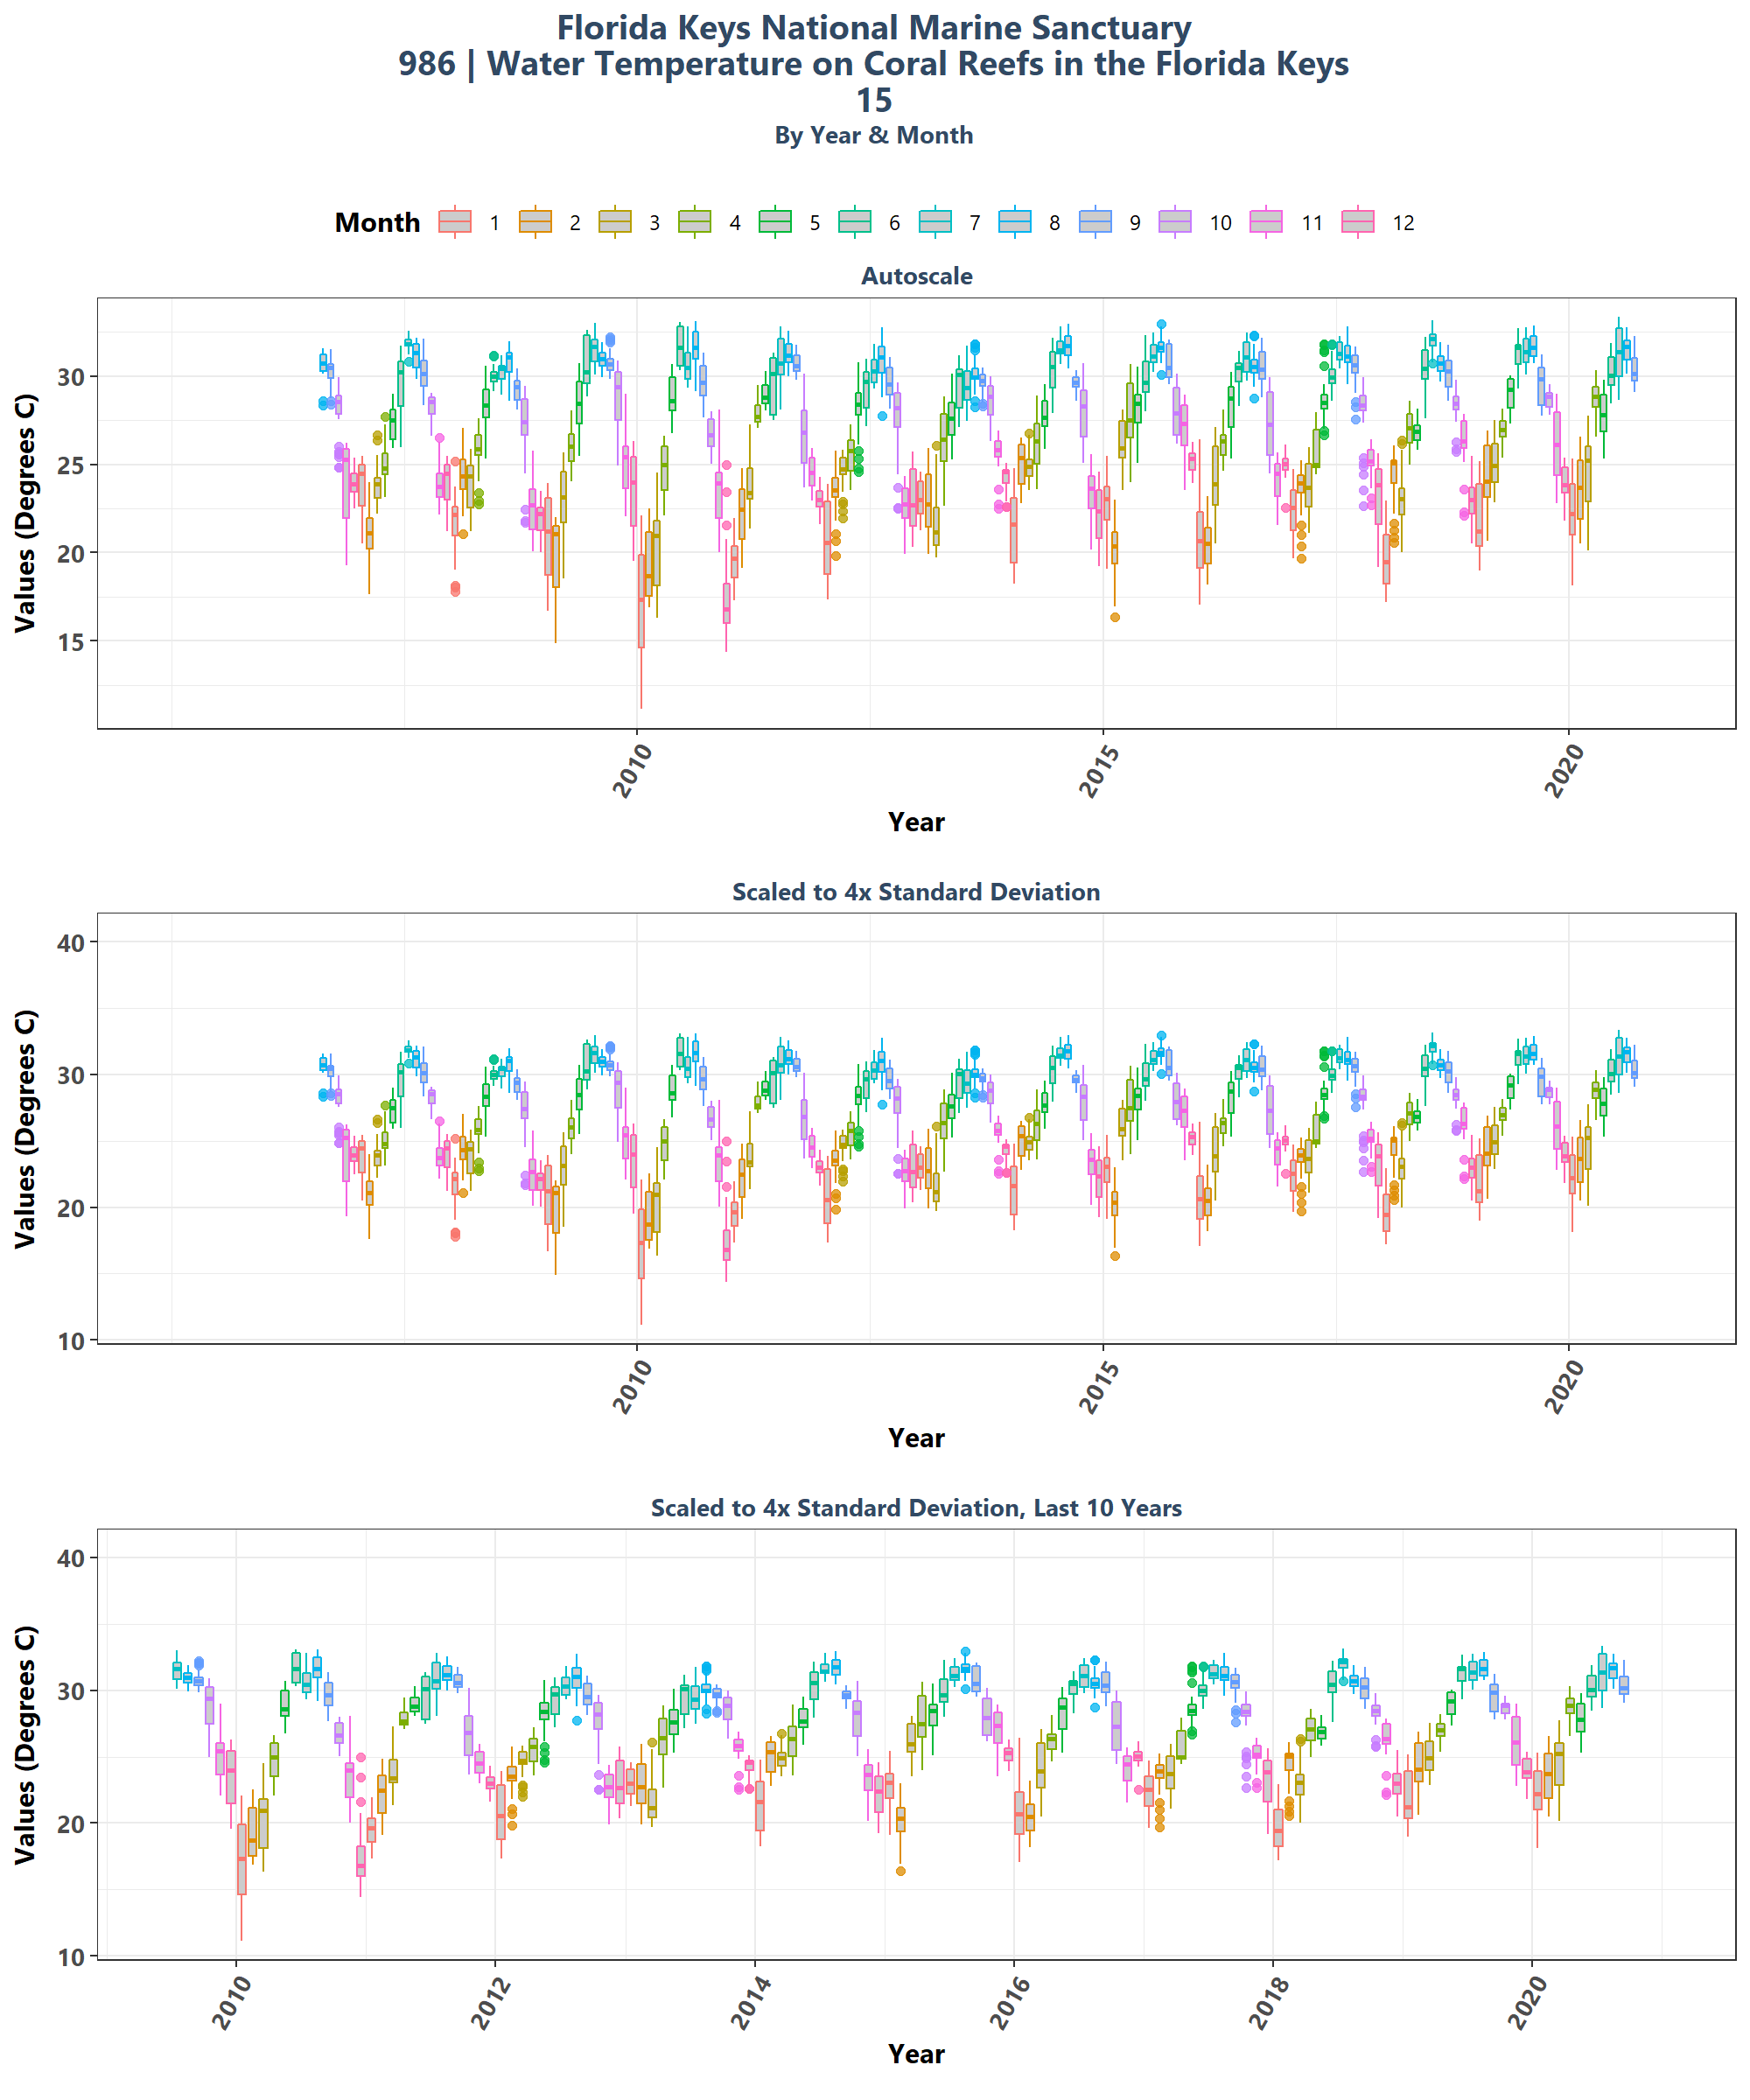 Florida Keys National Marine Sanctuary
986 | Water Temperature on Coral Reefs in the Florida Keys
15
By Year & Month
Month 1 2 3 4 5 6 7 8 9 10 11 12
Autoscale
Values (Degrees C)
30
25
20
15
2010 2015 2020
Year
Scaled to 4x Standard Deviation
Values (Degrees C)
40
30
20
10
2010 2015 2020
Year
Scaled to 4x Standard Deviation, Last 10 Years
Values (Degrees C)
40
30
20
10
2010 2012 2014 2016 2018 2020
Year